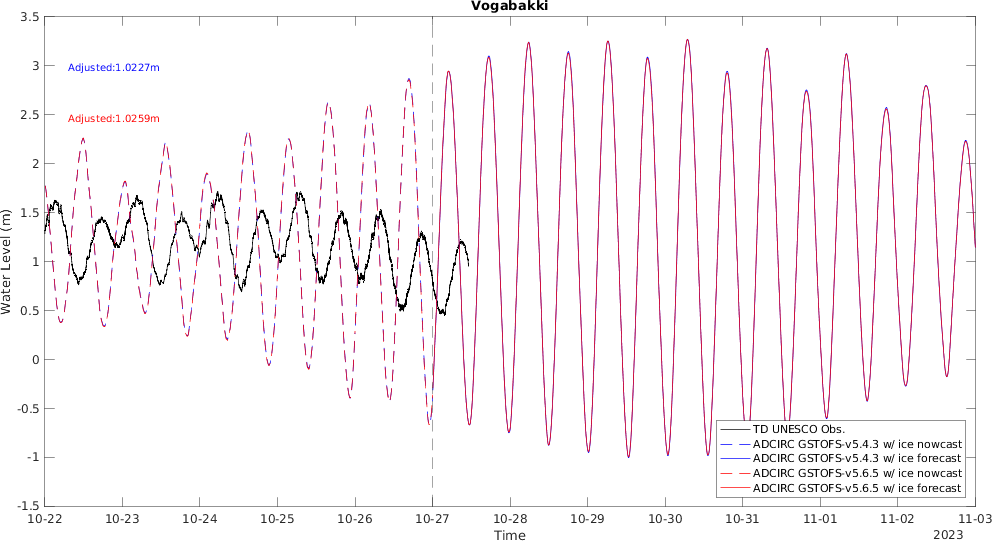 Vogabakki
3.5
3
2.5
2
1.5
1
0.5
0
-0.5
-1
-1.5
Water Level (m)
Adjusted:1.0227m
Adjusted:1.0259m
TD UNESCO Obs.
ADCIRC GSTOFS-v5.4.3 w/ ice nowcast
ADCIRC GSTOFS-v5.4.3 w/ ice forecast
ADCIRC GSTOFS-v5.6.5 w/ ice nowcast
ADCIRC GSTOFS-v5.6.5 w/ ice forecast
10-22 10-23 10-24 10-25 10-26 10-27 10-28 10-29 10-30 10-31 11-01 11-02 11-03
Time
2023